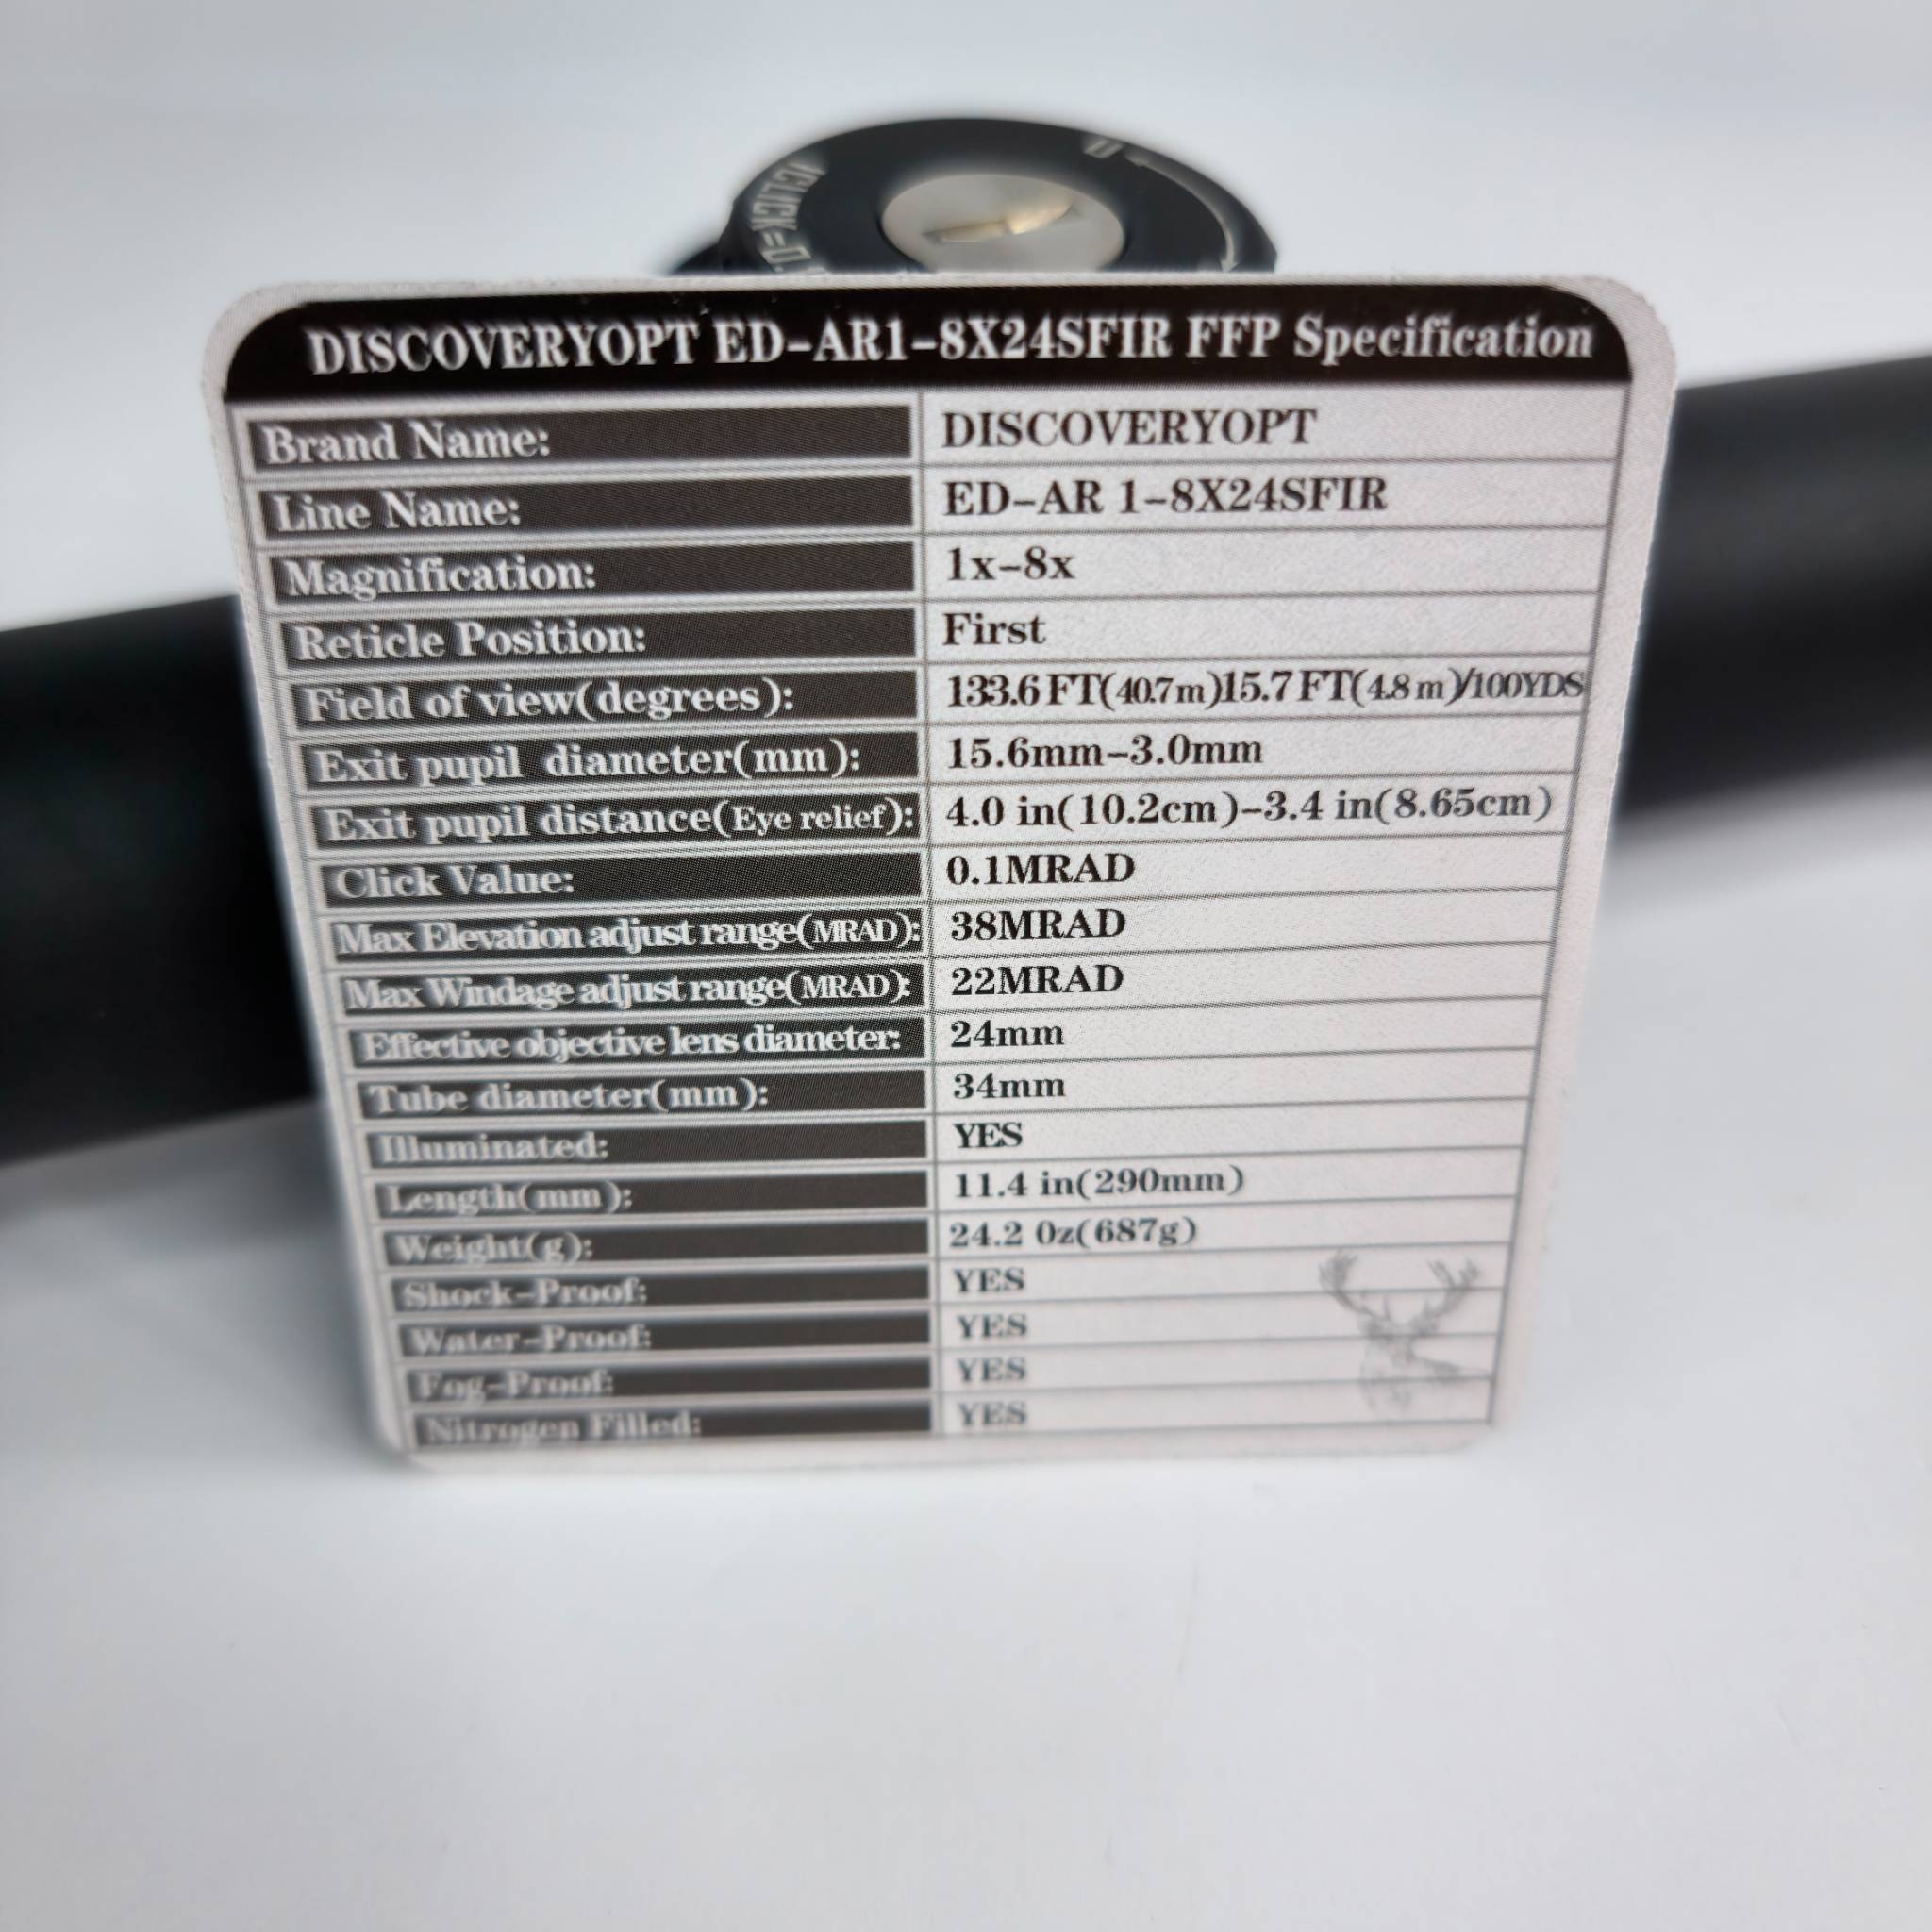 1CLICK=0.1
U
DISCOVERYOPT ED-AR1-8X24SFIR FFP Specification
Brand Name: DISCOVERYOPT
Line Name: ED-AR 1-8X24SFIR
Magnification: 1x-8x
Reticle Position: First
Field of view(degrees): 133.6 FT(40.7m)15.7 FT(4.8m)/100YDS
Exit pupil diameter(mm): 15.6mm-3.0mm
Exit pupil distance(Eye relief): 4.0 in(10.2cm)-3.4 in(8.65cm)
Click Value: 0.1MRAD
Max Elevation adjust range(MRAD): 38MRAD
Max Windage adjust range(MRAD): 22MRAD
Effective objective lens diameter: 24mm
Tube diameter(mm): 34mm
Illuminated: YES
Length(mm): 11.4 in(290mm)
Weight(g): 24.2 0z(687g)
Shock-Proof: YES
Water-Proof: YES
Fog-Proof: YES
Nitrogen Filled: YES